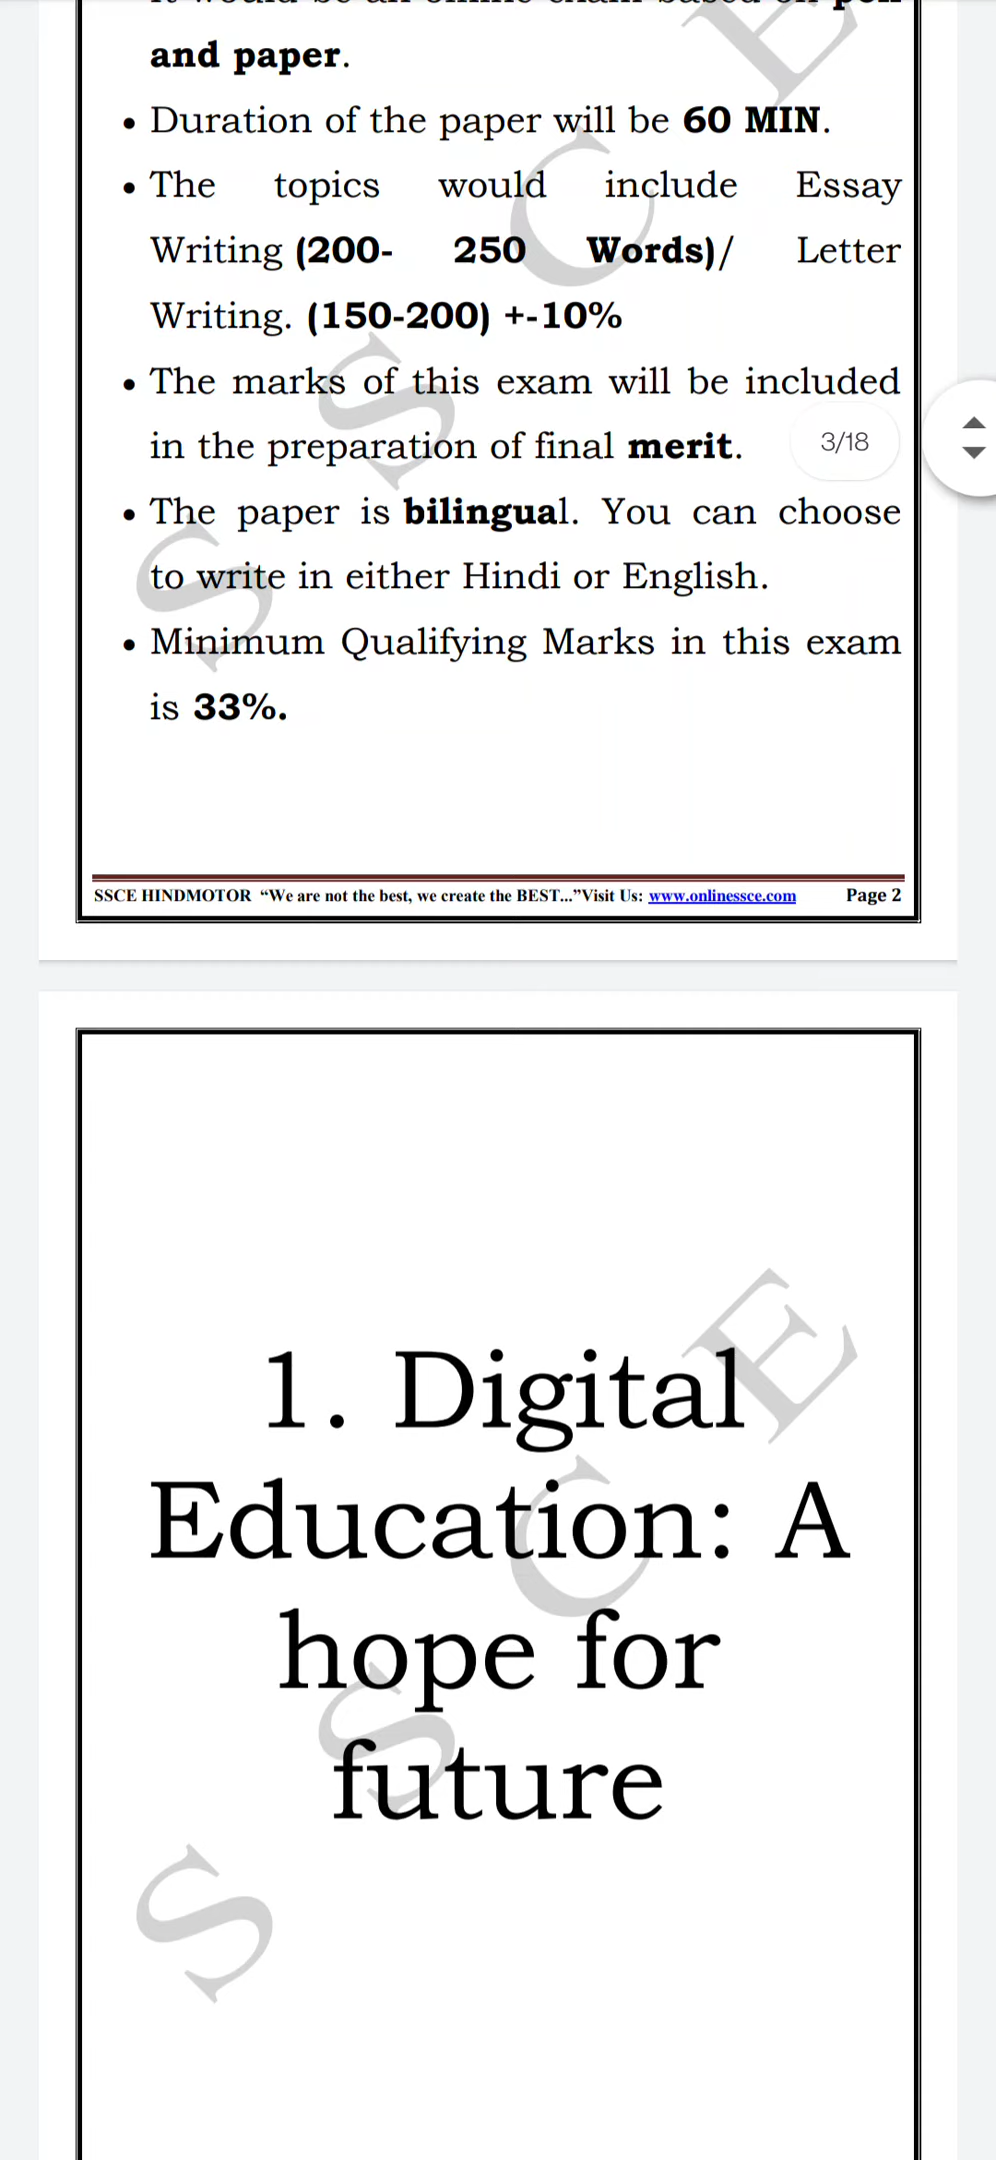 and paper.
• Duration of the paper will be 60 MIN.
• The topics would include Essay
Writing (200- 250 Words)/ Letter
Writing. (150-200) +-10%
• The marks of this exam will be included
in the preparation of final merit.
3/18
• The paper is bilingual. You can choose
to write in either Hindi or English.
• Minimum Qualifying Marks in this exam
is 33%.
SSCE
SSCE HINDMOTOR “We are not the best, we create the BEST...”Visit Us: www.onlinessce.com Page 2
1. Digital
Education: A
hope for
future
SSCE